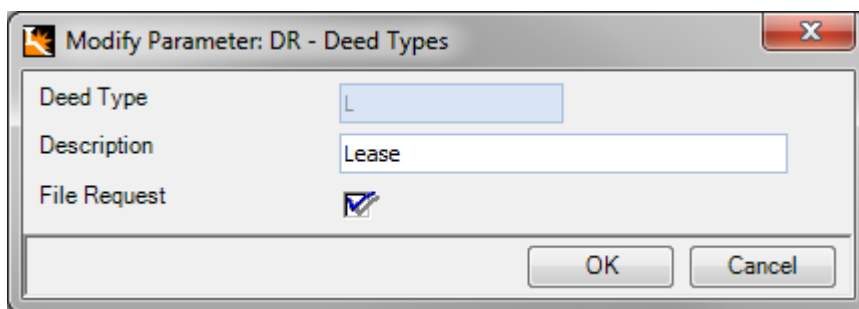 Modify Parameter: DR - Deed Types
Deed Type L
Description Lease
File Request
OK Cancel